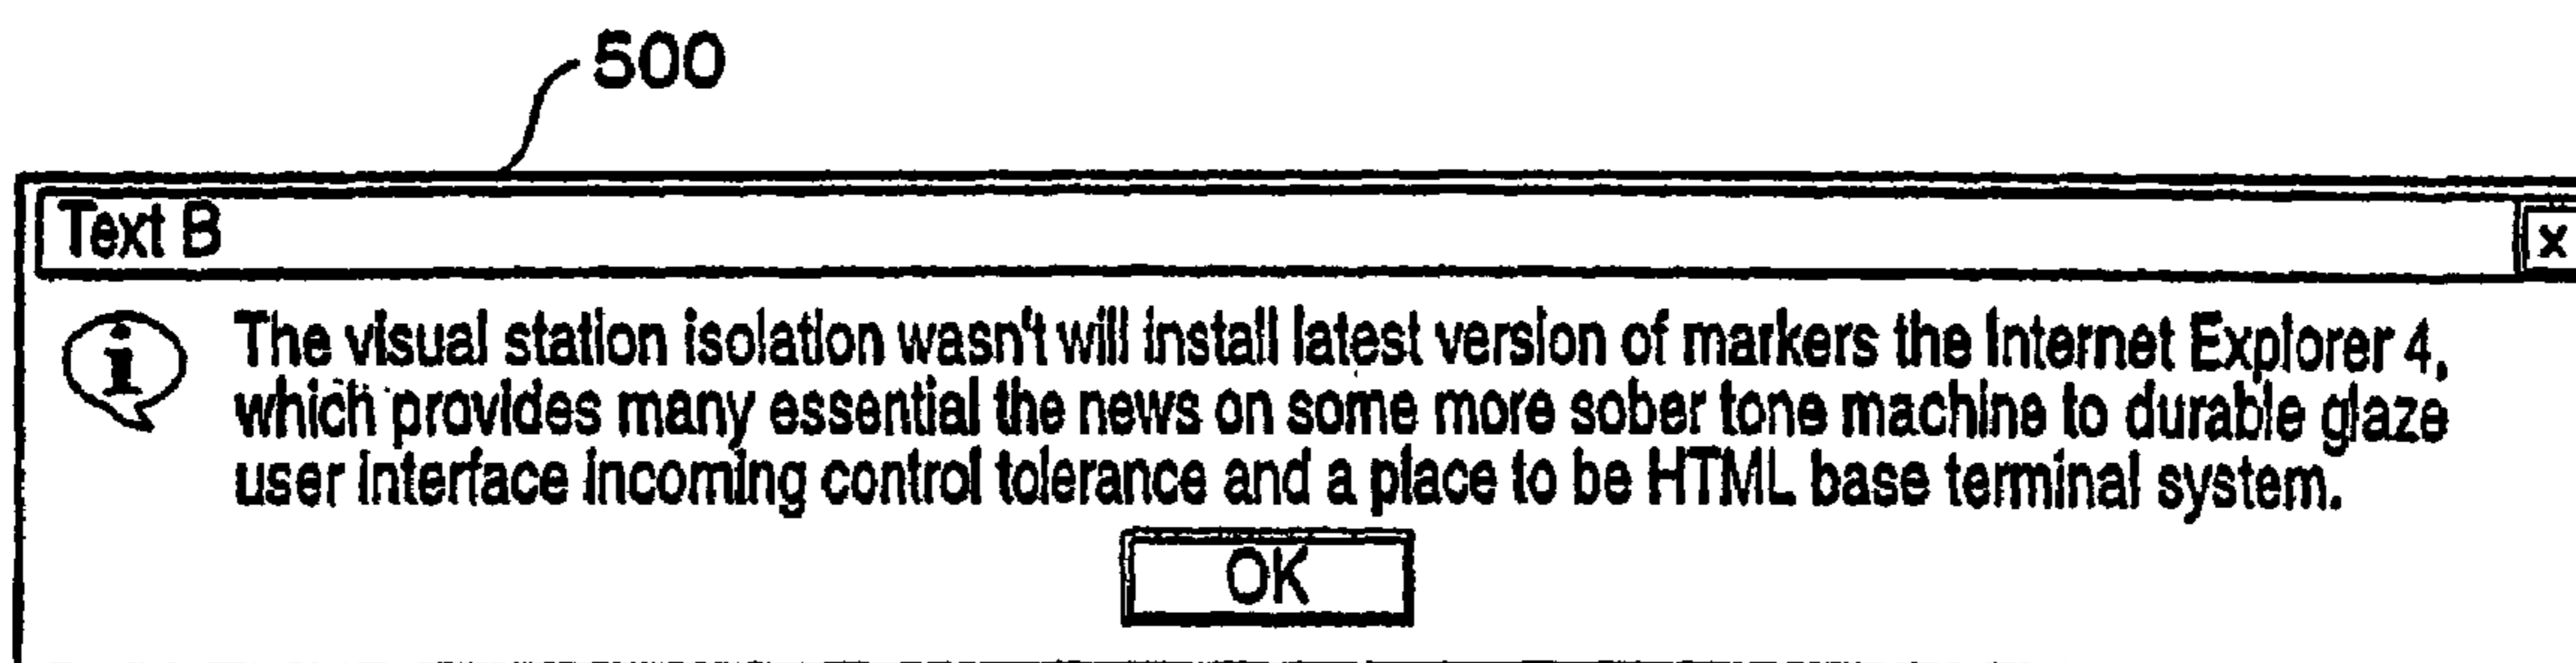 500
Text B
x
i
The visual station isolation wasn't will install latest version of markers the Internet Explorer 4,
which provides many essential the news on some more sober tone machine to durable glaze
user interface incoming control tolerance and a place to be HTML base terminal system.
OK